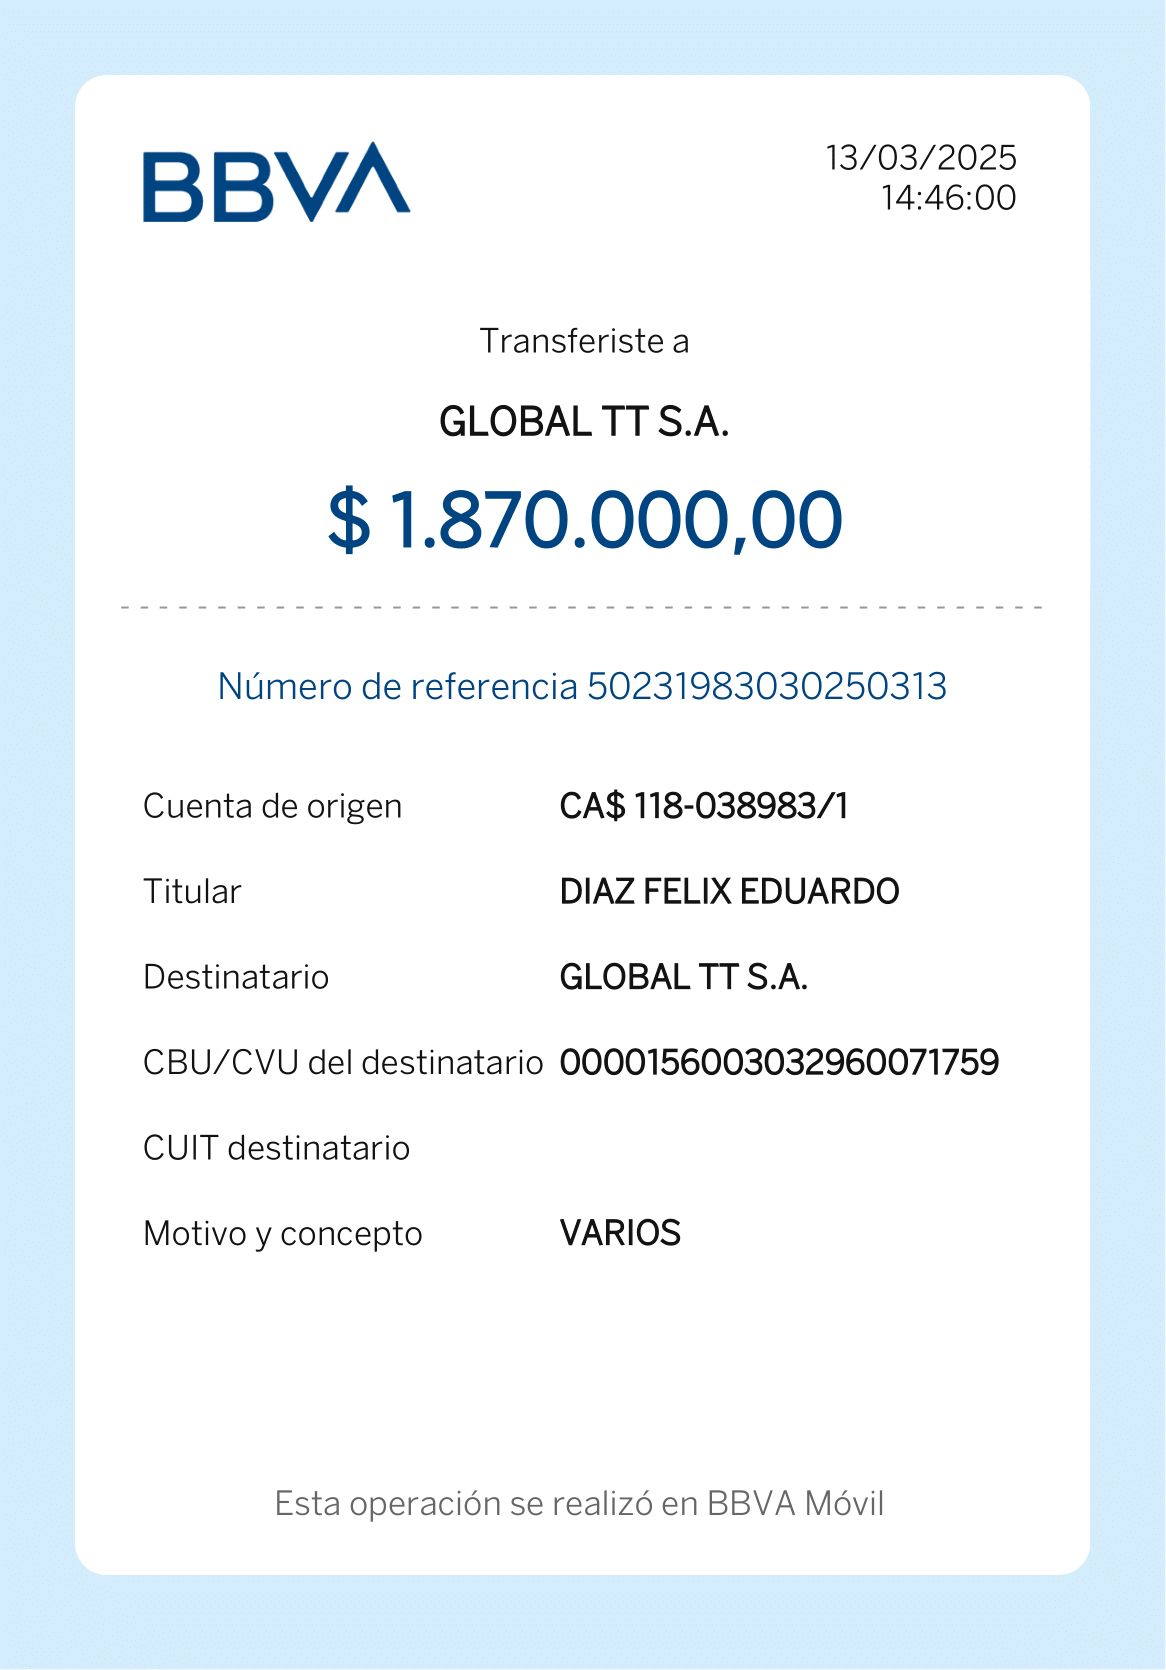 BBVA
13/03/2025
14:46:00
Transferiste a
GLOBAL TT S.A.
$ 1.870.000,00
Número de referencia 50231983030250313
Cuenta de origen CA$ 118-038983/1
Titular DIAZ FELIX EDUARDO
Destinatario GLOBAL TT S.A.
CBU/CVU del destinatario 0000156003032960071759
CUIT destinatario
Motivo y concepto VARIOS
Esta operación se realizó en BBVA Móvil